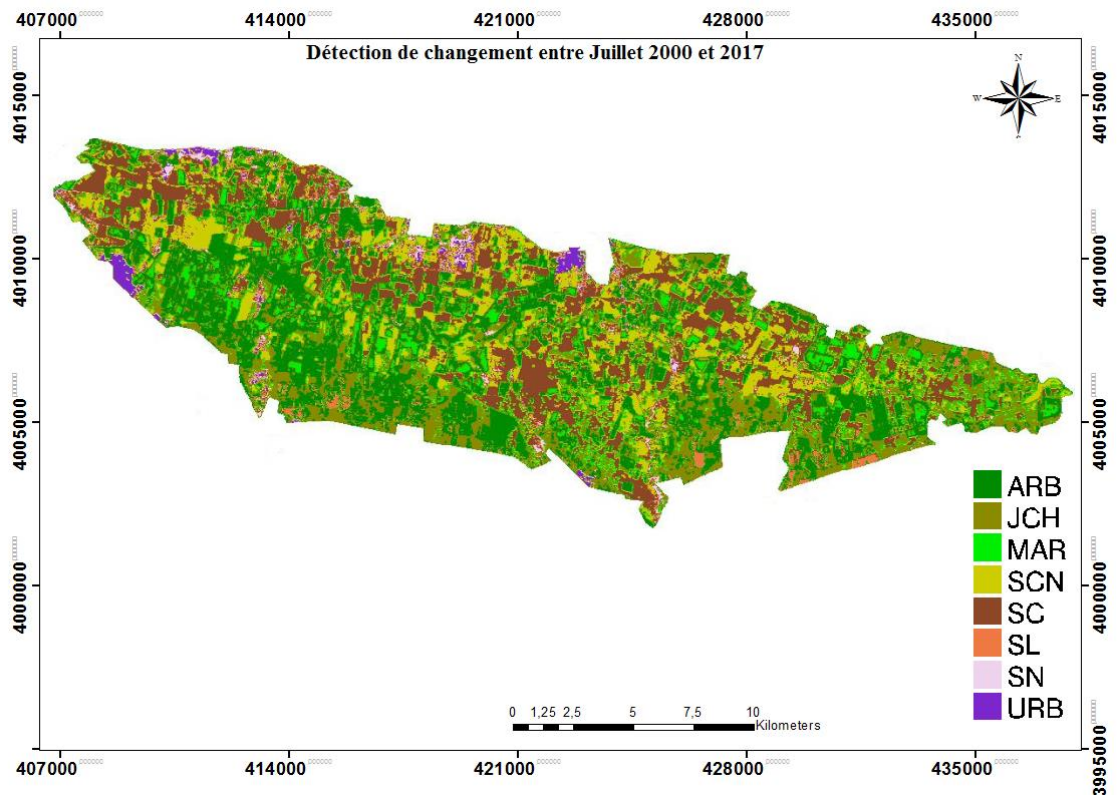 407000 414000 421000 428000 435000
Détection de changement entre Juillet 2000 et 2017
N
W E
4015000 4015000
4010000 4010000
4005000 4005000
4000000 4000000
3995000
ARB
JCH
MAR
SCN
SC
SL
SN
URB
0 1,25 2,5 5 7,5 10
Kilometers
407000 414000 421000 428000 435000